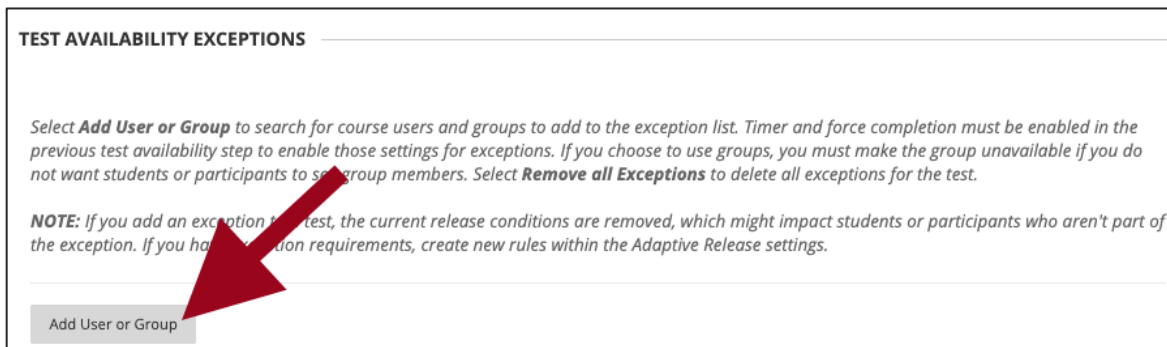 TEST AVAILABILITY EXCEPTIONS
Select Add User or Group to search for course users and groups to add to the exception list. Timer and force completion must be enabled in the
previous test availability step to enable those settings for exceptions. If you choose to use groups, you must make the group unavailable if you do
not want students or participants to group members. Select Remove all Exceptions to delete all exceptions for the test.
NOTE: If you add an exception test, the current release conditions are removed, which might impact students or participants who aren't part of
the exception. If you requirements, create new rules within the Adaptive Release settings.
Add User or Group